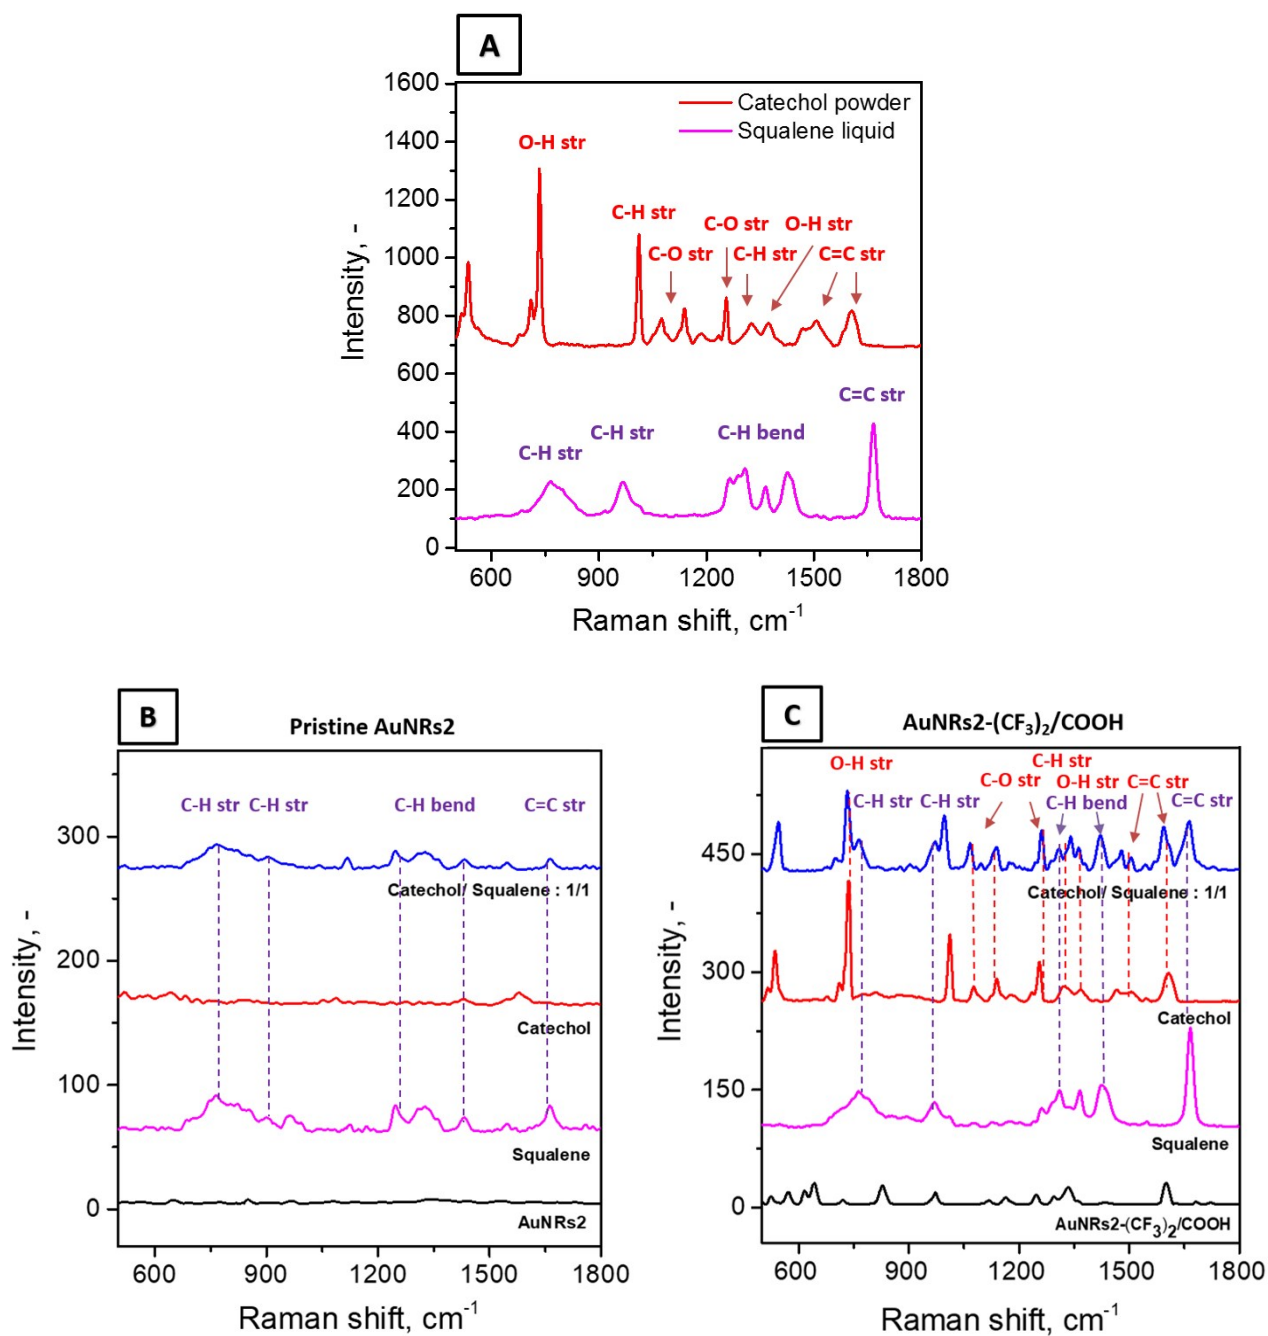 A
1600
1400
1200
1000
800
600
400
200
0
Intensity, -
Catechol powder
Squalene liquid
O-H str
C-H str
C-O str
C-O str
C-H str
O-H str
C=C str
C-H str
C-H str
C-H bend
C=C str
600 900 1200 1500 1800
Raman shift, cm-1
B
Pristine AuNRs2
300
200
100
0
Intensity, -
C-H str C-H str C-H bend C=C str
Catechol/ Squalene : 1/1
Catechol
Squalene
AuNRs2
600 900 1200 1500 1800
Raman shift, cm-1
C
AuNRs2-(CF3)2/COOH
450
300
150
0
Intensity, -
O-H str
C-H str
C-O str
O-H str
C=C str
C-H str C-H str C-H bend C=C str
Catechol/ Squalene : 1/1
Catechol
Squalene
AuNRs2-(CF3)2/COOH
600 900 1200 1500 1800
Raman shift, cm-1